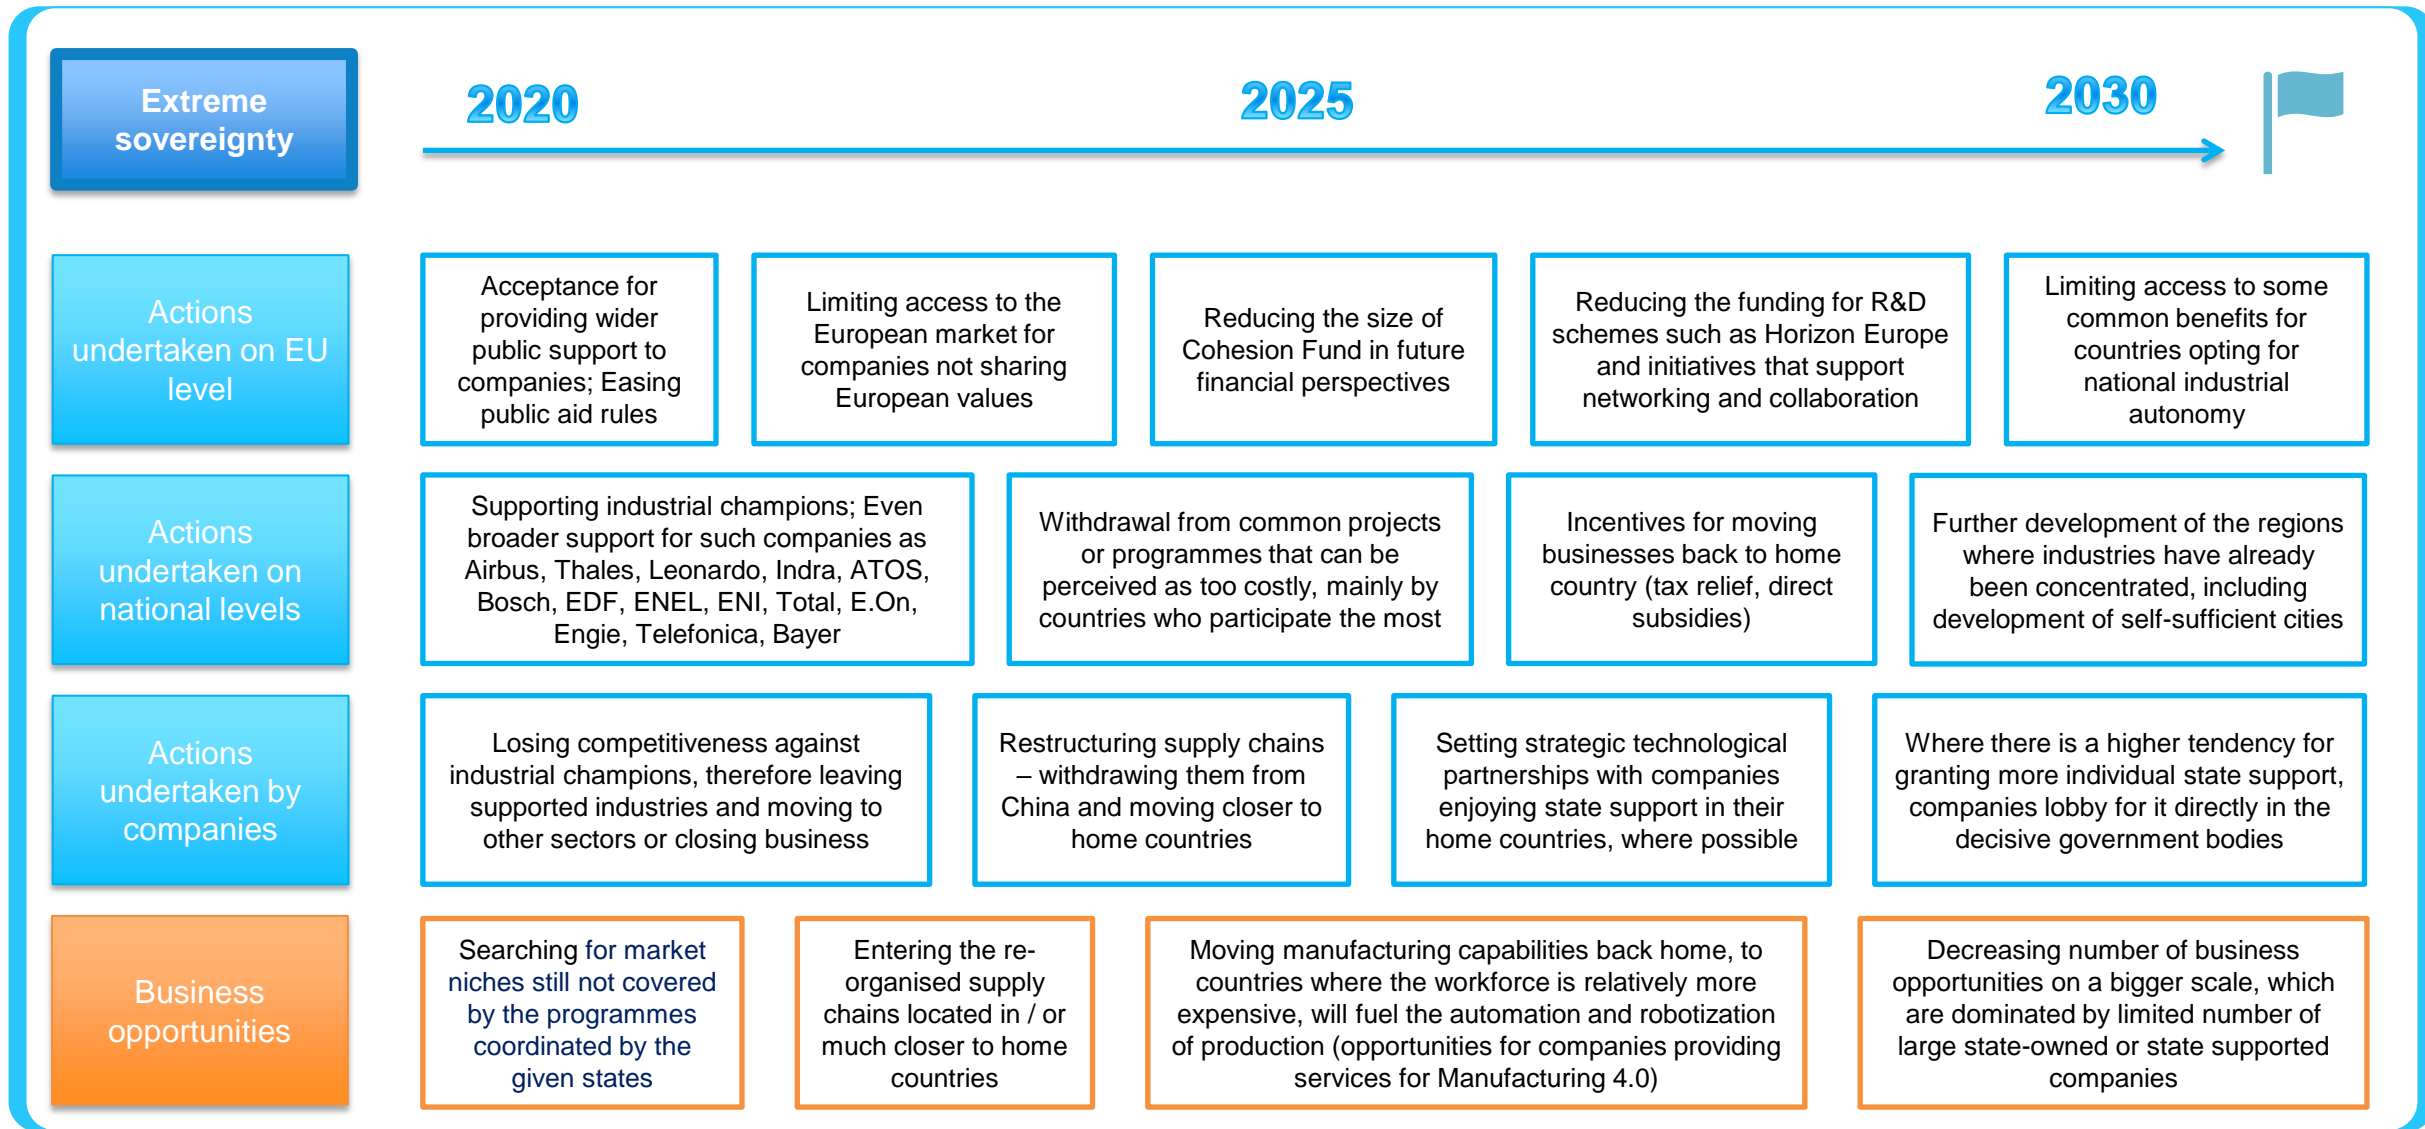 Extreme
sovereignty
2020
2025
2030
Actions
undertaken on EU
level
Acceptance for
providing wider
public support to
companies; Easing
public aid rules
Limiting access to the
European market for
companies not sharing
European values
Reducing the size of
Cohesion Fund in future
financial perspectives
Reducing the funding for R&D
schemes such as Horizon Europe
and initiatives that support
networking and collaboration
Limiting access to some
common benefits for
countries opting for
national industrial
autonomy
Actions
undertaken on
national levels
Supporting industrial champions; Even
broader support for such companies as
Airbus, Thales, Leonardo, Indra, ATOS,
Bosch, EDF, ENEL, ENI, Total, E.On,
Engie, Telefonica, Bayer
Withdrawal from common projects
or programmes that can be
perceived as too costly, mainly by
countries who participate the most
Incentives for moving
businesses back to home
country (tax relief, direct
subsidies)
Further development of the regions
where industries have already
been concentrated, including
development of self-sufficient cities
Actions
undertaken by
companies
Losing competitiveness against
industrial champions, therefore leaving
supported industries and moving to
other sectors or closing business
Restructuring supply chains
– withdrawing them from
China and moving closer to
home countries
Setting strategic technological
partnerships with companies
enjoying state support in their
home countries, where possible
Where there is a higher tendency for
granting more individual state support,
companies lobby for it directly in the
decisive government bodies
Business
opportunities
Searching for market
niches still not covered
by the programmes
coordinated by the
given states
Entering the re-
organised supply
chains located in / or
much closer to home
countries
Moving manufacturing capabilities back home, to
countries where the workforce is relatively more
expensive, will fuel the automation and robotization
of production (opportunities for companies providing
services for Manufacturing 4.0)
Decreasing number of business
opportunities on a bigger scale, which
are dominated by limited number of
large state-owned or state supported
companies